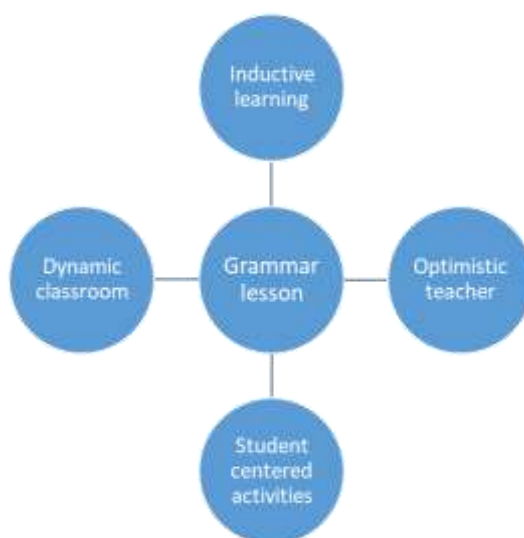 Inductive
learning
Dynamic
classroom
Grammar
lesson
Optimistic
teacher
Student
centered
activities